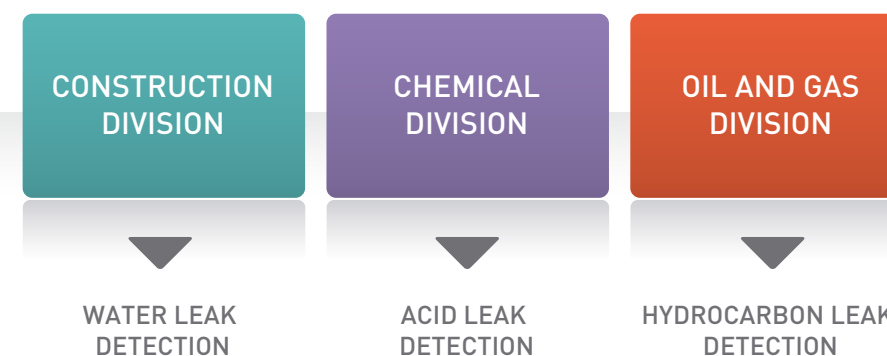 CONSTRUCTION
DIVISION
CHEMICAL
DIVISION
OIL AND GAS
DIVISION
WATER LEAK
DETECTION
ACID LEAK
DETECTION
HYDROCARBON LEAK
DETECTION